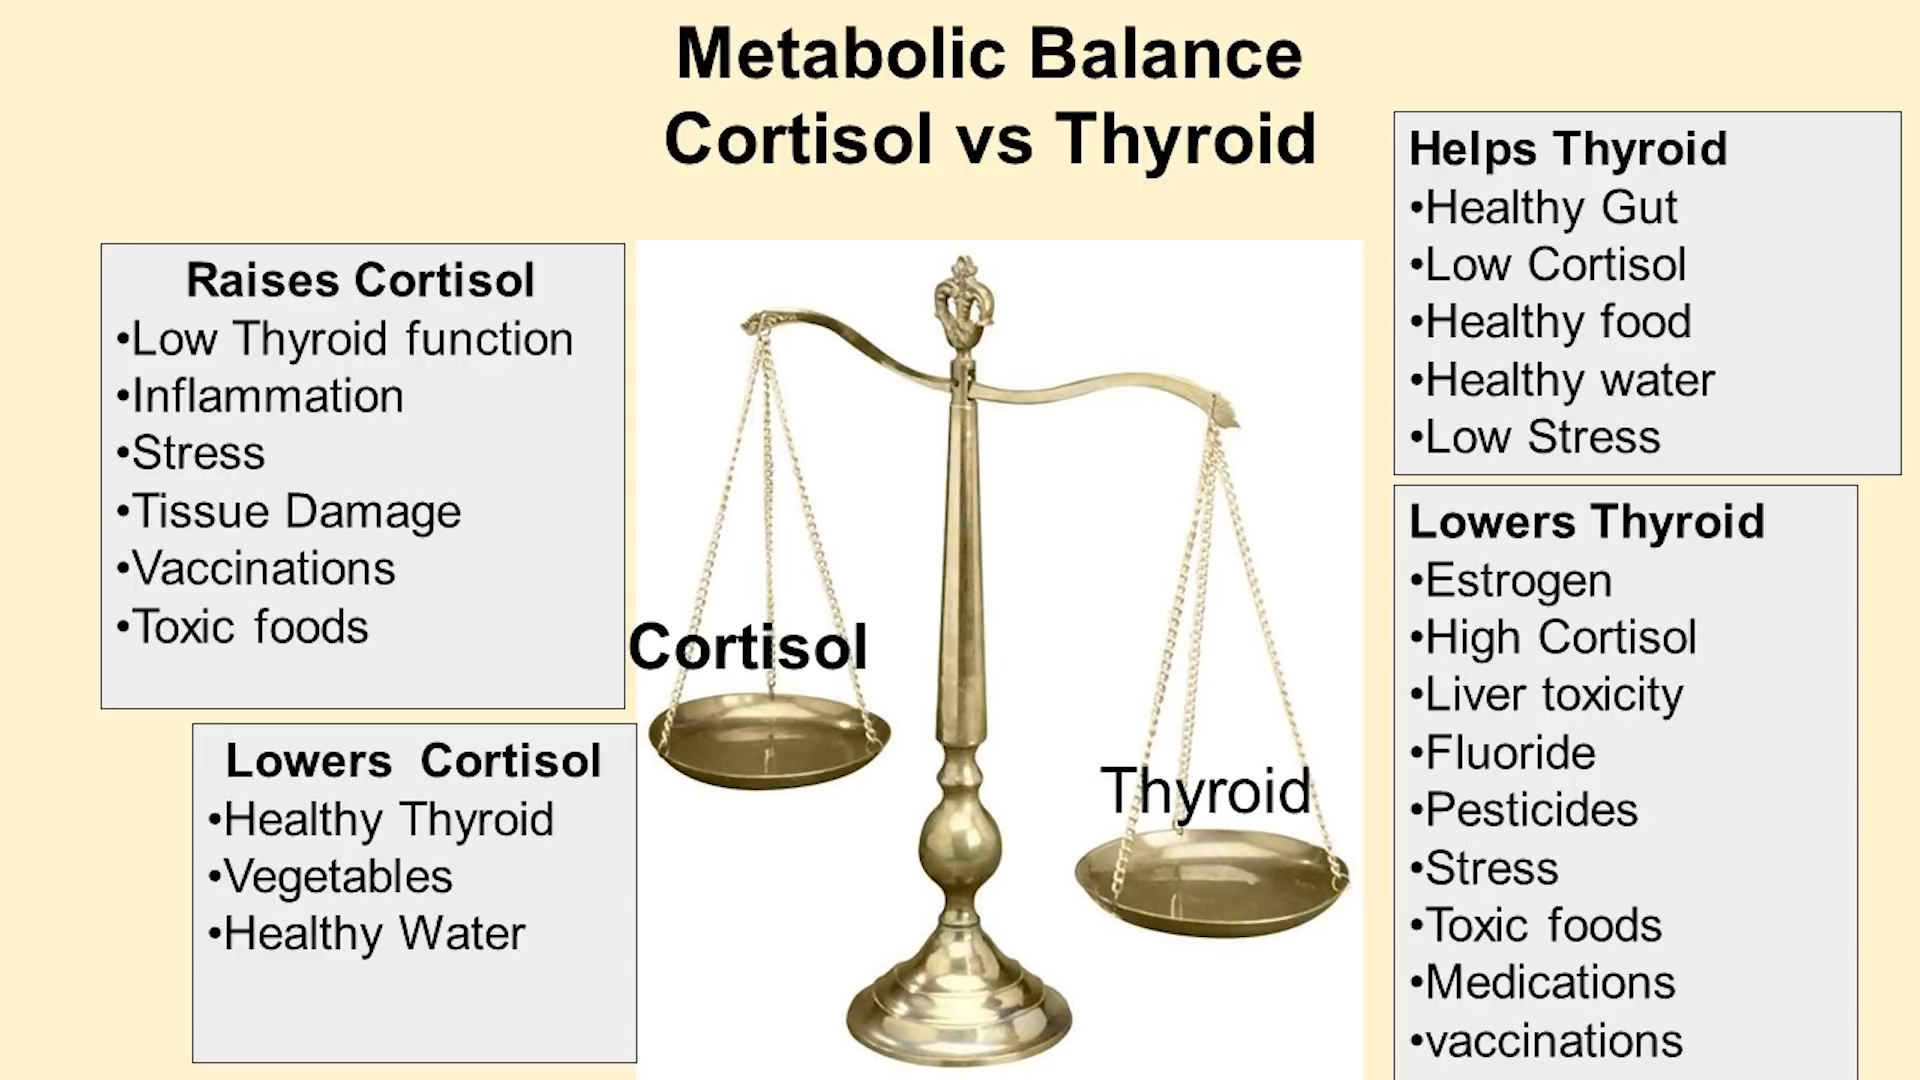 Metabolic Balance
Cortisol vs Thyroid
Raises Cortisol
•Low Thyroid function
•Inflammation
•Stress
•Tissue Damage
•Vaccinations
•Toxic foods
Lowers  Cortisol
•Healthy Thyroid
•Vegetables
•Healthy Water
Cortisol
Thyroid
Helps Thyroid
•Healthy Gut
•Low Cortisol
•Healthy food
•Healthy water
•Low Stress
Lowers Thyroid
•Estrogen
•High Cortisol
•Liver toxicity
•Fluoride
•Pesticides
•Stress
•Toxic foods
•Medications
•vaccinations